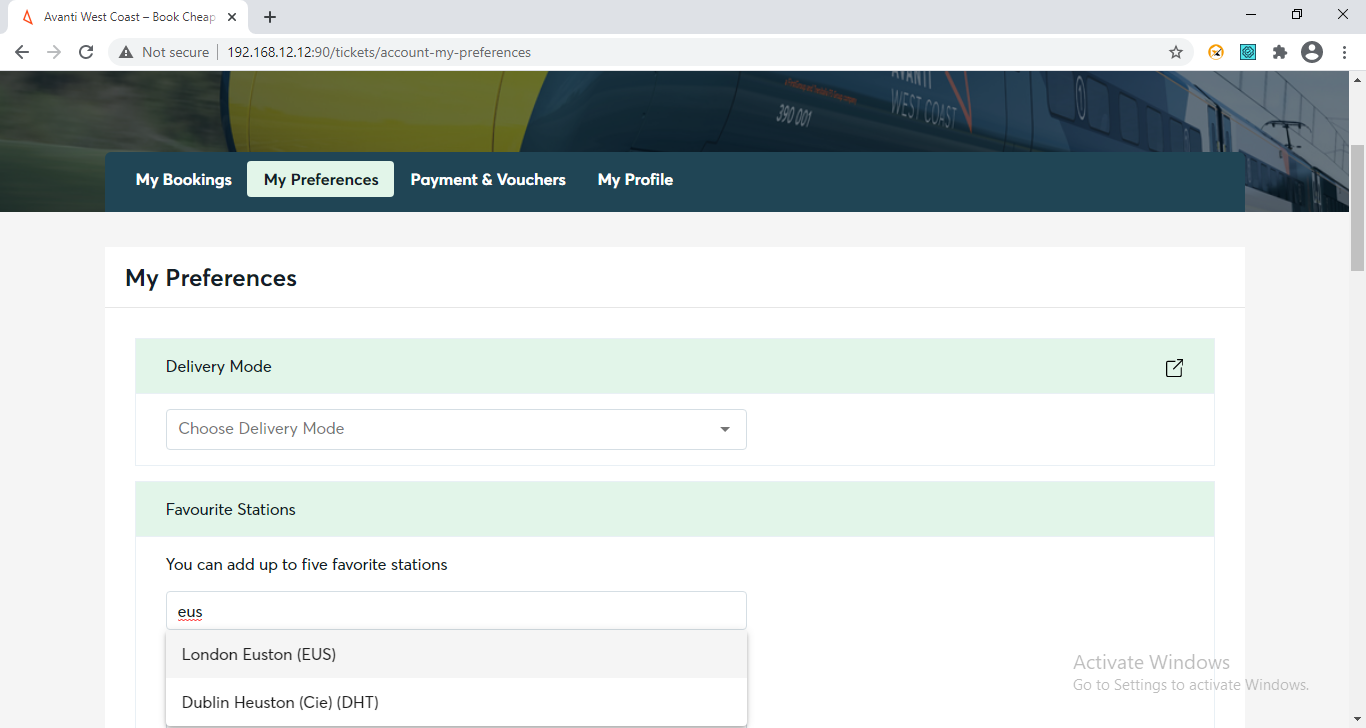 Avanti West Coast – Book Cheap
Not secure
192.168.12.12:90/tickets/account-my-preferences
390 001
AVANTI
WEST COAST
My Bookings
My Preferences
Payment & Vouchers
My Profile
My Preferences
Delivery Mode
Choose Delivery Mode
Favourite Stations
You can add up to five favorite stations
eus
London Euston (EUS)
Dublin Heuston (Cie) (DHT)
Activate Windows
Go to Settings to activate Windows.